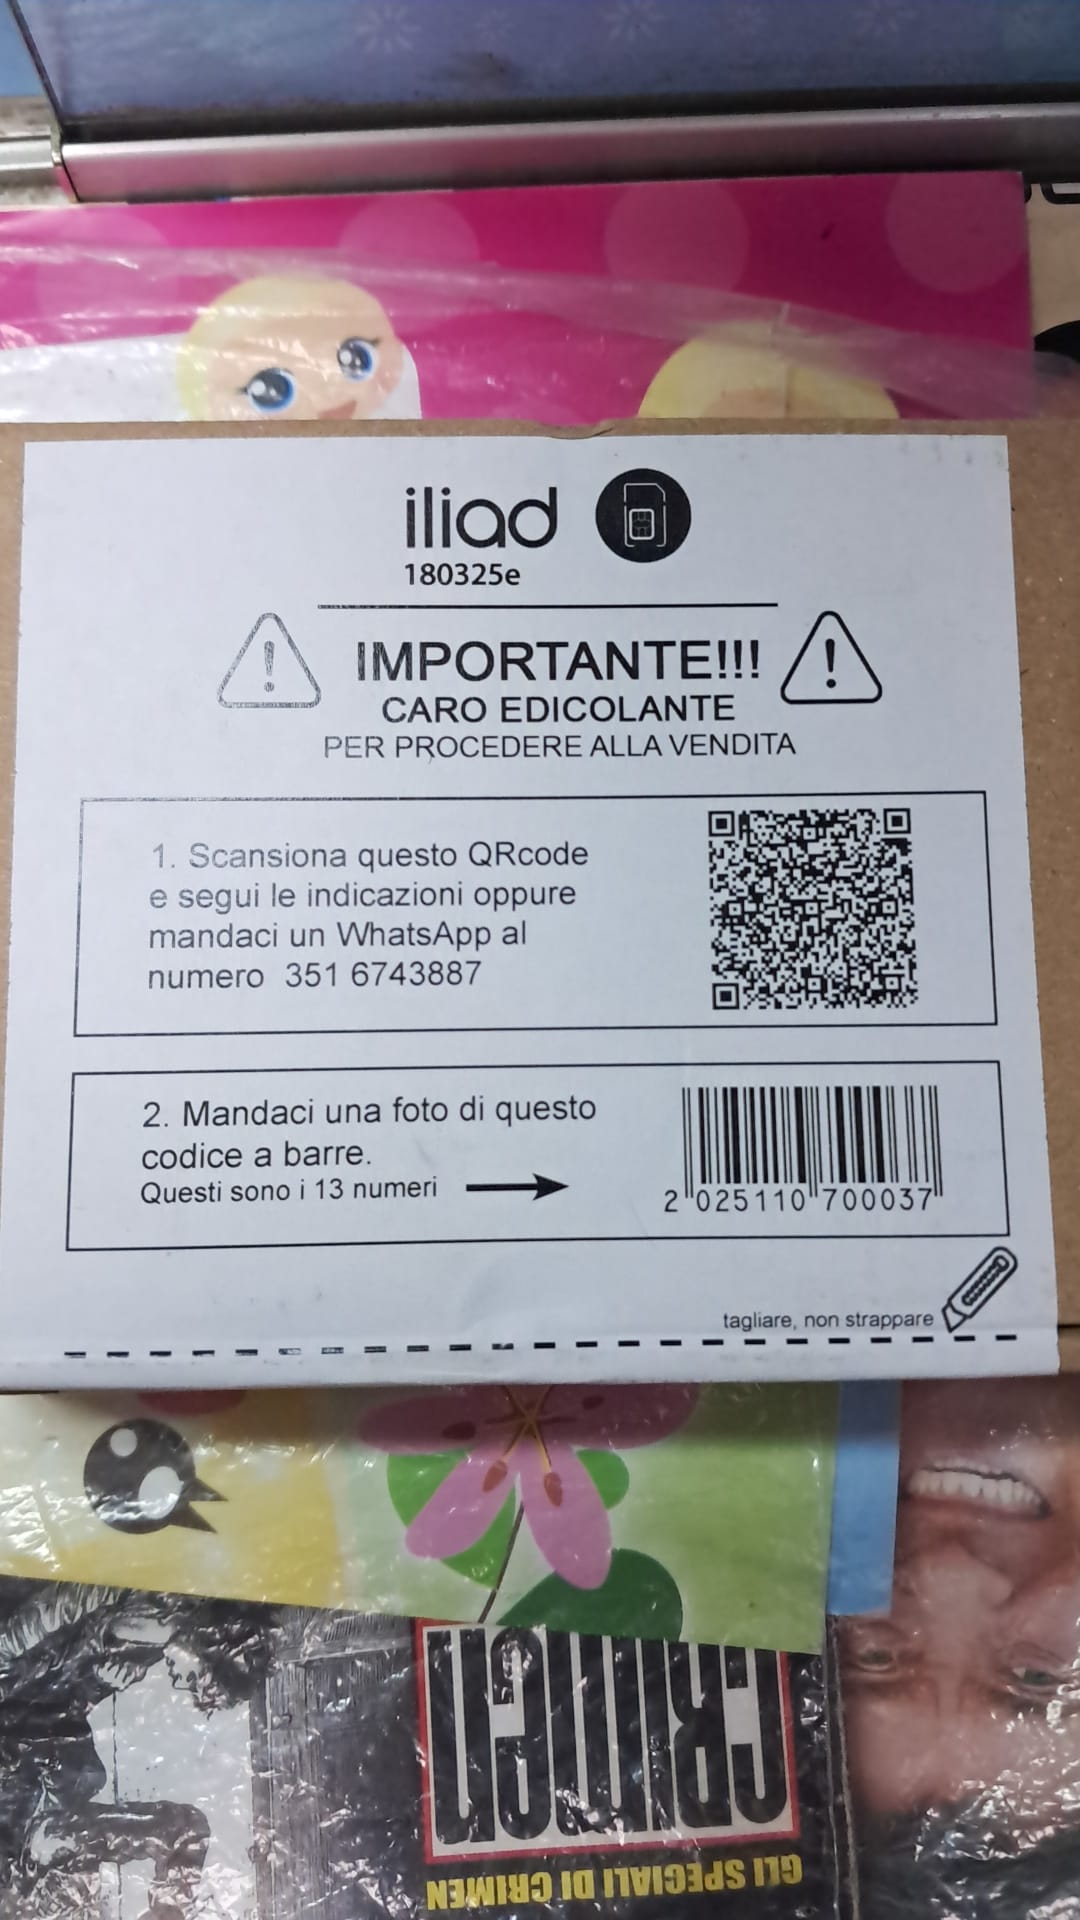 iliad
180325e
IMPORTANTE!!!
CARO EDICOLANTE
PER PROCEDERE ALLA VENDITA
1. Scansiona questo QRcode
e segui le indicazioni oppure
mandaci un WhatsApp al
numero 351 6743887
2. Mandaci una foto di questo
codice a barre.
Questi sono i 13 numeri
2 025110 700037
tagliare, non strappare
CRIMEN
GLI SPECIALI DI CRIMEN